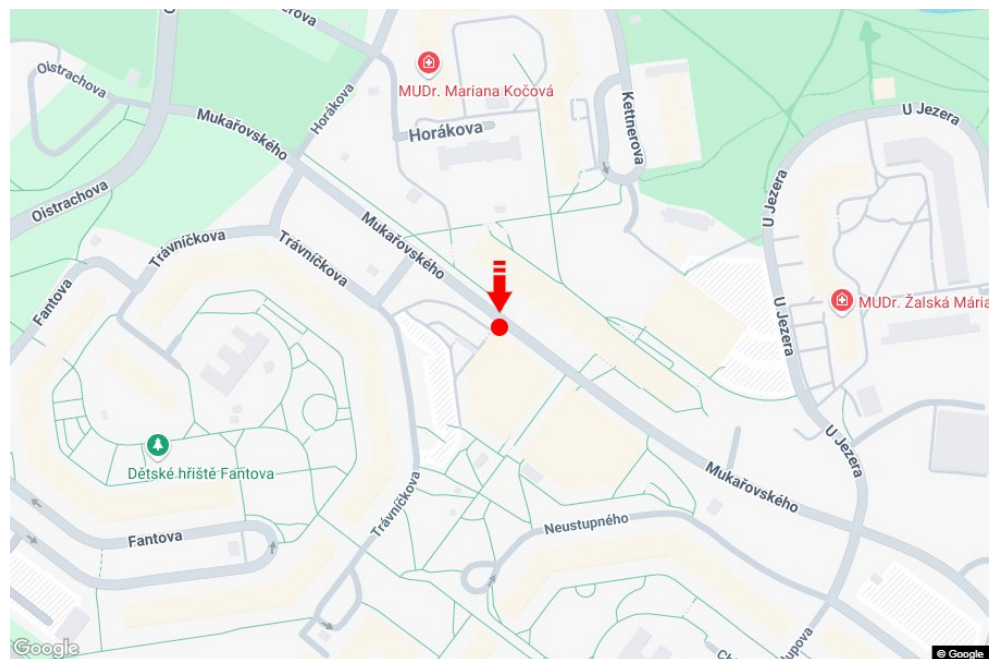 Oistrachova
Horákova
MUDr. Mariana Kočová
Mukařovského
Horákova
Kettnerova
U Jezera
Oistrachova
Mukařovského
Trávníčkova
Trávníčkova
Fantova
U Jezera
MUDr. Žalská Mária
U Jezera
Dětské hřiště Fantova
Mukařovského
Trávníčkova
Neustupného
Fantova
Google
© Google